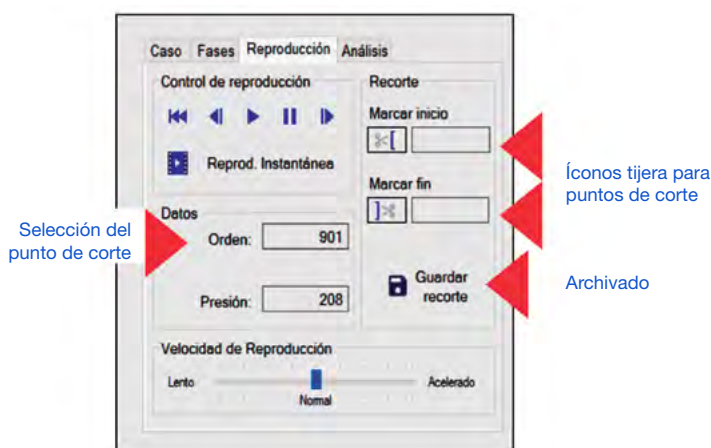 Caso Fases Reproducción Análisis
Control de reproducción
Reprod. Instantánea
Recorte
Marcar inicio
Marcar fin
Guardar
recorte
Datos
Orden: 901
Presión: 208
Velocidad de Reproducción
Lento
Normal
Acelerado
Selección del
punto de corte
Íconos tijera para
puntos de corte
Archivado